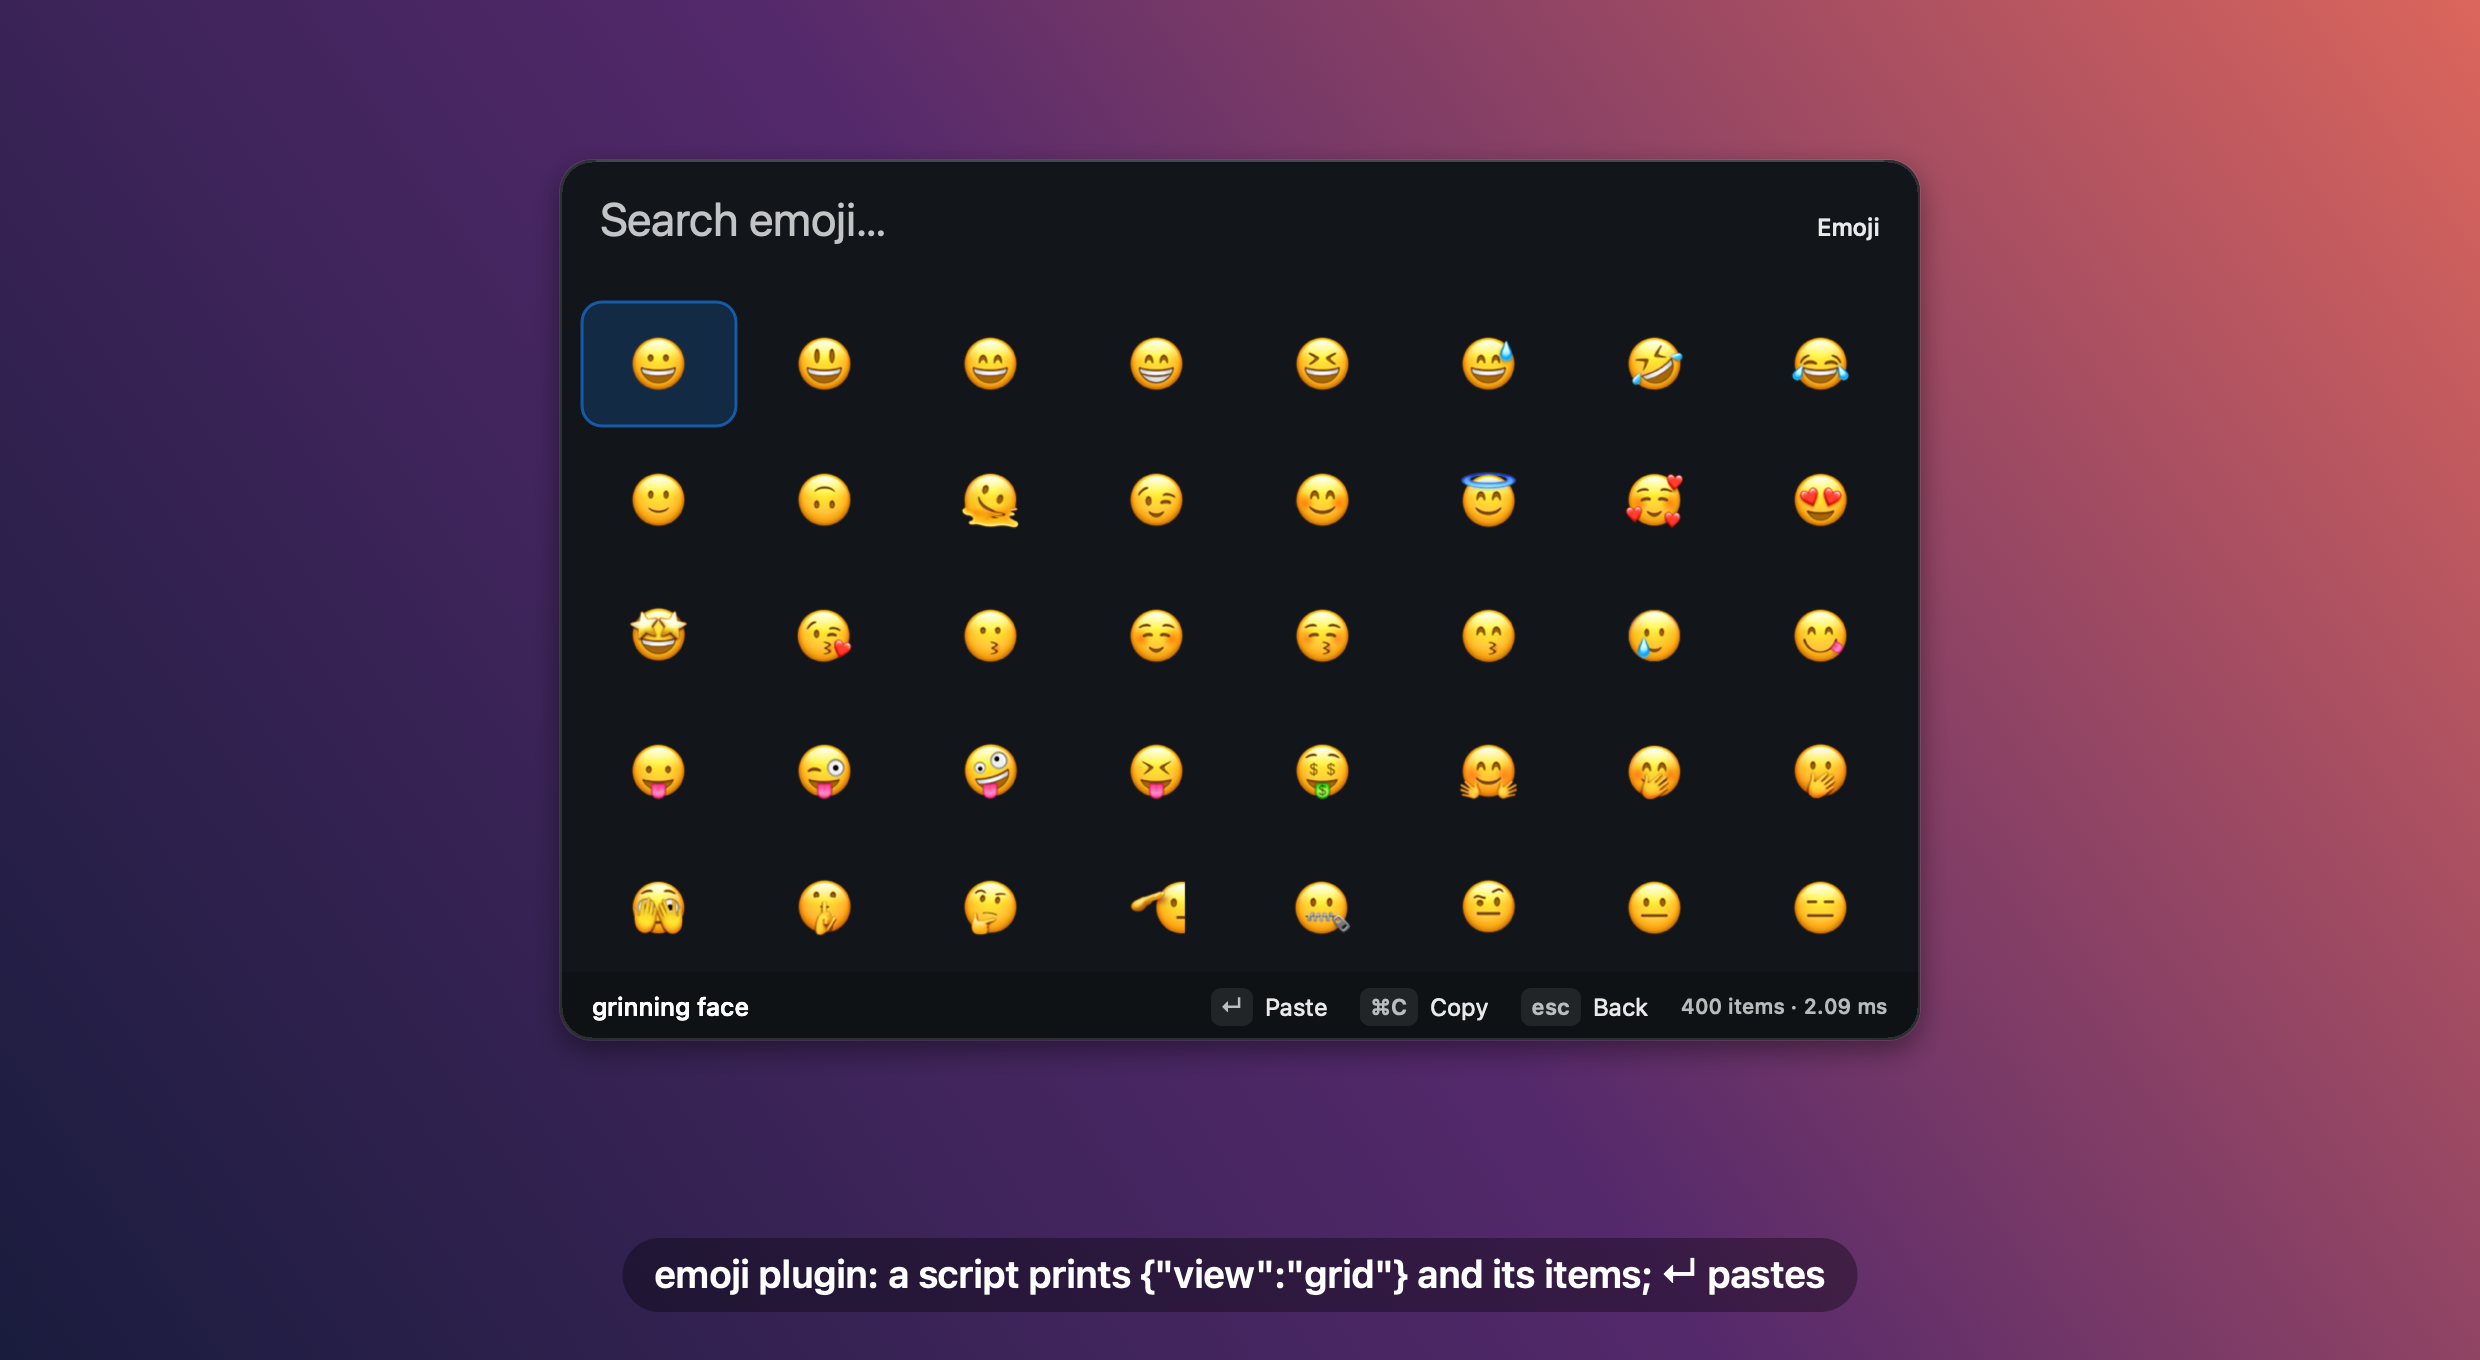 Search emoji...
Emoji
grinning face
↵ Paste ⌘C Copy esc Back 400 items · 2.09 ms
emoji plugin: a script prints {"view":"grid"} and its items; ↵ pastes